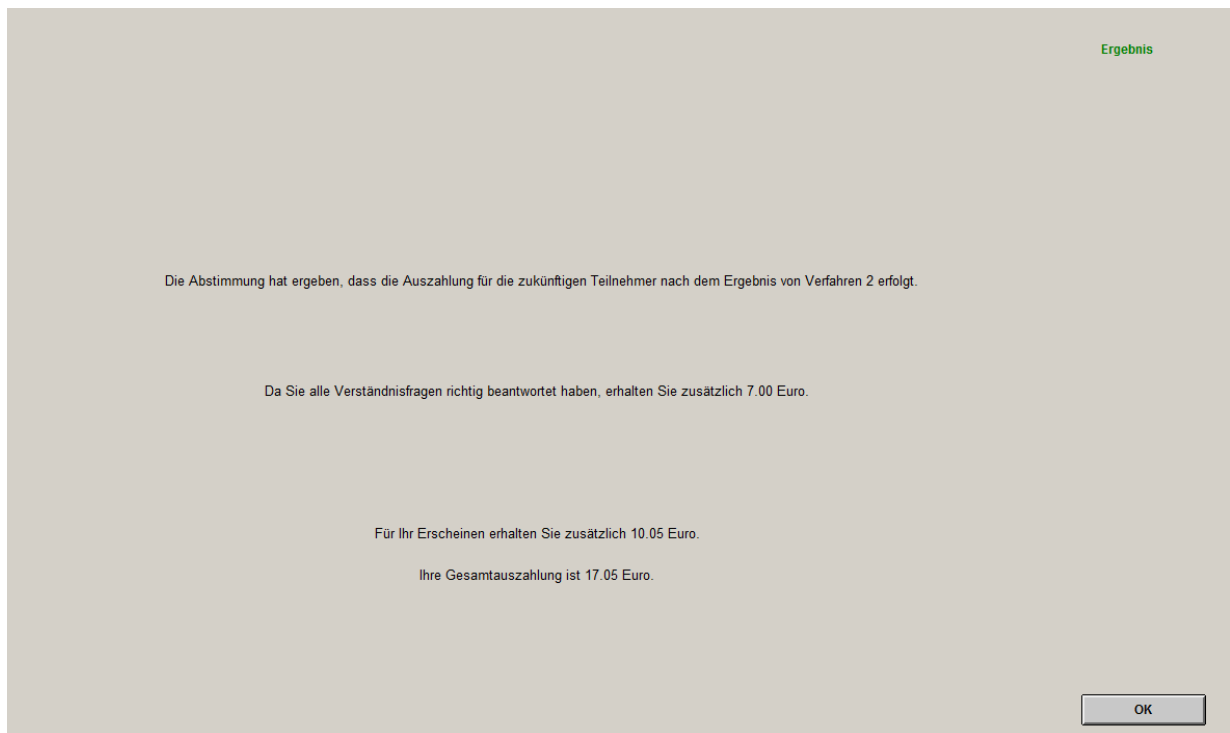 Ergebnis
Die Abstimmung hat ergeben, dass die Auszahlung für die zukünftigen Teilnehmer nach dem Ergebnis von Verfahren 2 erfolgt.
Da Sie alle Verständnisfragen richtig beantwortet haben, erhalten Sie zusätzlich 7.00 Euro.
Für Ihr Erscheinen erhalten Sie zusätzlich 10.05 Euro.
Ihre Gesamtauszahlung ist 17.05 Euro.
OK